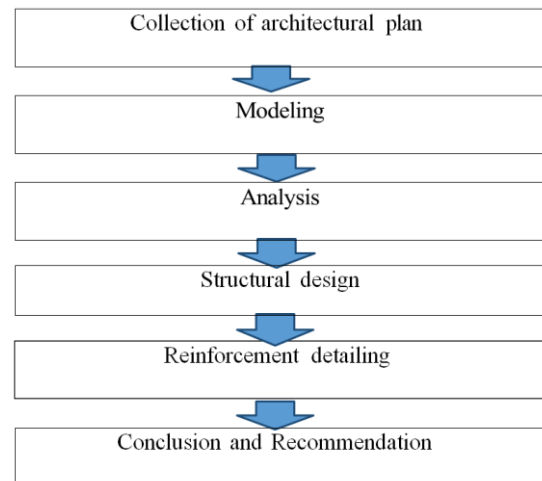 Collection of architectural plan
Modeling
Analysis
Structural design
Reinforcement detailing
Conclusion and Recommendation